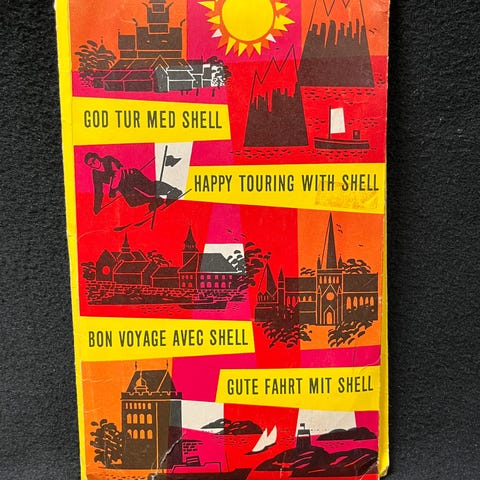 GOD TUR MED SHELL
HAPPY TOURING WITH SHELL
BON VOYAGE AVEC SHELL
GUTE FAHRT MIT SHELL